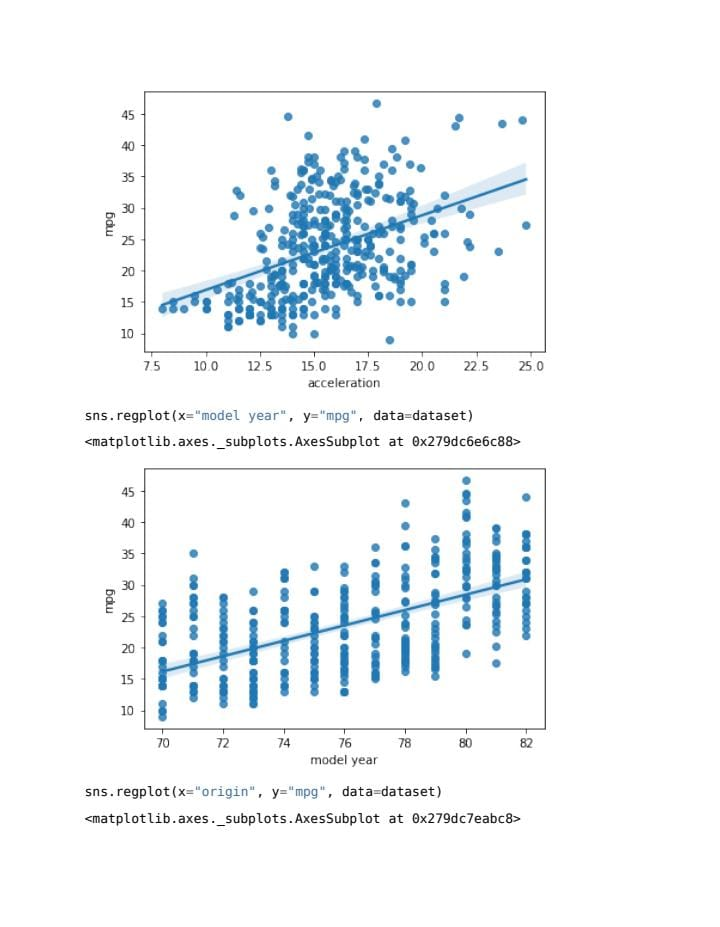 45
40
35
30
25
20
15
10
mpg
7.5 10.0 12.5 15.0 17.5 20.0 22.5 25.0
acceleration
sns.regplot(x="model year", y="mpg", data=dataset)
<matplotlib.axes._subplots.AxesSubplot at 0x279dc6e6c88>
45
40
35
30
25
20
15
10
mpg
70 72 74 76 78 80 82
model year
sns.regplot(x="origin", y="mpg", data=dataset)
<matplotlib.axes._subplots.AxesSubplot at 0x279dc7eabc8>